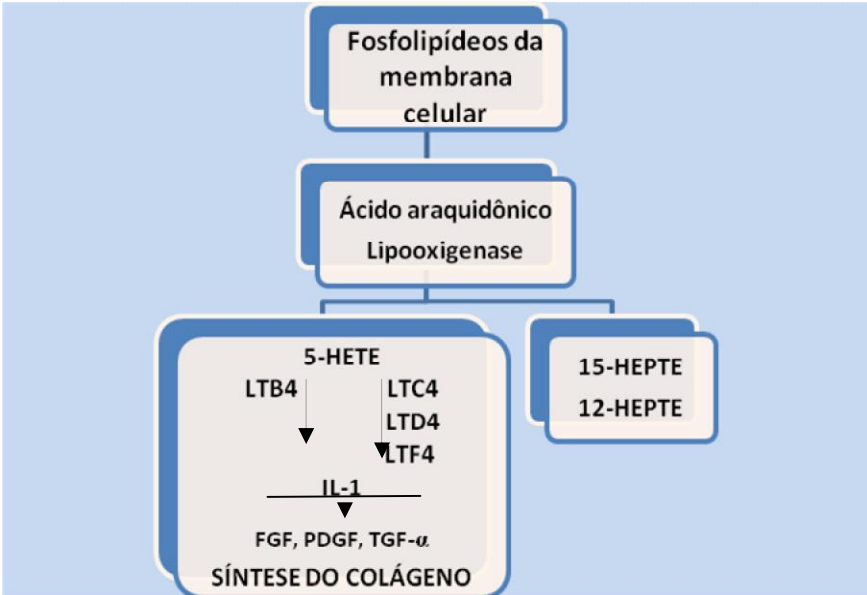 Fosfolipídeos da
membrana
celular
Ácido araquidônico
Lipooxigenase
5-HETE
LTB4
LTC4
LTD4
LTF4
IL-1
FGF, PDGF, TGF-α
SÍNTESE DO COLÁGENO
15-HEPTE
12-HEPTE